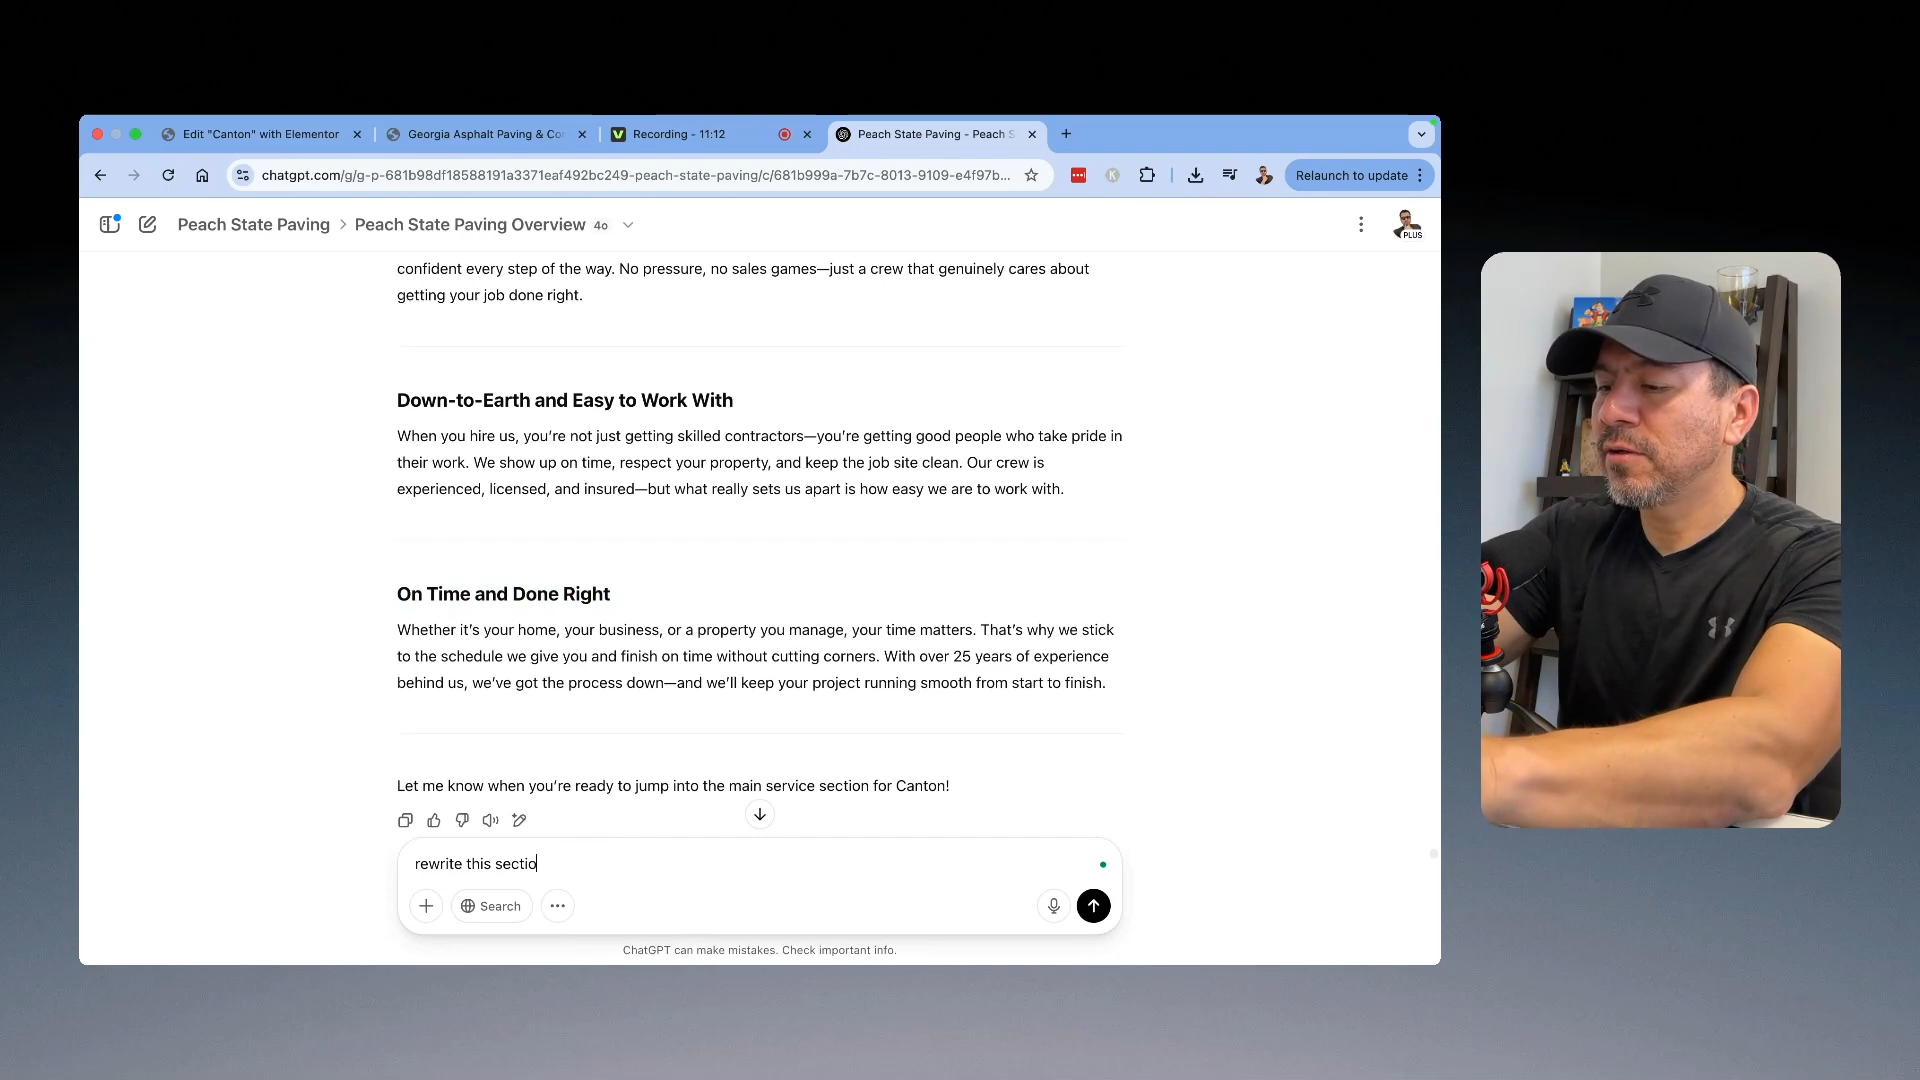 Edit "Canton" with Elementor
Georgia Asphalt Paving & Co
Recording - 11:12
Peach State Paving - Peach S
chatgpt.com/g/g-p-681b98df18588191a3371eaf492bc249-peach-state-paving/c/681b999a-7b7c-8013-9109-e4f97b...
K
Relaunch to update
Peach State Paving > Peach State Paving Overview 4o
PLUS
confident every step of the way. No pressure, no sales games—just a crew that genuinely cares about
getting your job done right.
Down-to-Earth and Easy to Work With
When you hire us, you’re not just getting skilled contractors—you’re getting good people who take pride in
their work. We show up on time, respect your property, and keep the job site clean. Our crew is
experienced, licensed, and insured—but what really sets us apart is how easy we are to work with.
On Time and Done Right
Whether it’s your home, your business, or a property you manage, your time matters. That’s why we stick
to the schedule we give you and finish on time without cutting corners. With over 25 years of experience
behind us, we’ve got the process down—and we’ll keep your project running smooth from start to finish.
Let me know when you’re ready to jump into the main service section for Canton!
rewrite this sectio
Search
ChatGPT can make mistakes. Check important info.